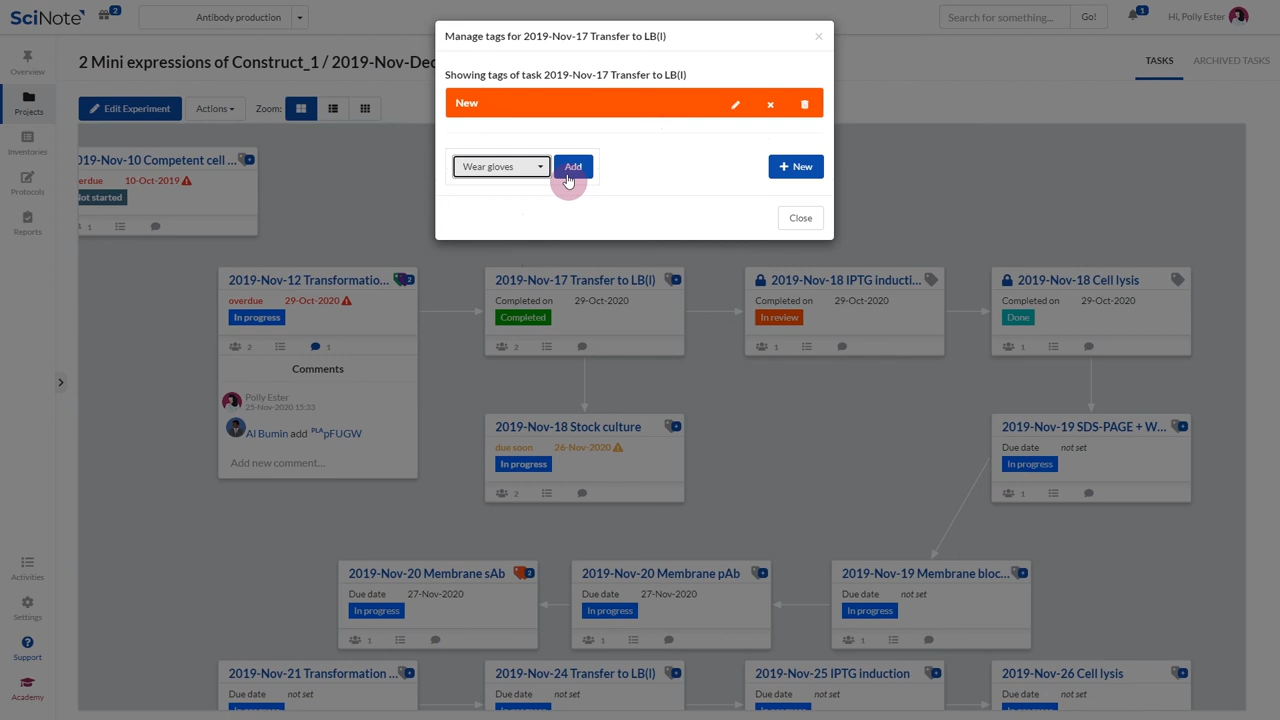 SciNote
2
Antibody production
Search for something...
Go!
1
Hi, Polly Ester
Manage tags for 2019-Nov-17 Transfer to LB(l)
×
Showing tags of task 2019-Nov-17 Transfer to LB(l)
New
Wear gloves
Add
New
Close
Overview
Projects
Inventories
Protocols
Reports
Activities
Settings
Support
Academy
2 Mini expressions of Construct_1 / 2019-Nov-Dec
TASKS
ARCHIVED TASKS
Edit Experiment
Actions
Zoom:
019-Nov-10 Competent cell ...
erdue 10-Oct-2019
Not started
1
2019-Nov-12 Transformatio...
2
overdue 29-Oct-2020
In progress
2
1
Comments
Polly Ester
25-Nov-2020 15:33
Al Bumin add PLA pFUGW
Add new comment...
2019-Nov-17 Transfer to LB(l)
Completed on 29-Oct-2020
Completed
2
2019-Nov-18 IPTG inducti...
Completed on 29-Oct-2020
In review
1
2019-Nov-18 Cell lysis
Completed on 29-Oct-2020
Done
1
2019-Nov-18 Stock culture
due soon 26-Nov-2020
In progress
2
2019-Nov-19 SDS-PAGE + W...
Due date not set
In progress
1
2019-Nov-20 Membrane sAb
2
Due date 27-Nov-2020
In progress
1
2019-Nov-20 Membrane pAb
Due date 27-Nov-2020
In progress
1
2019-Nov-19 Membrane bloc...
Due date not set
In progress
1
2019-Nov-21 Transformation ...
Due date not set
In progress
2019-Nov-24 Transfer to LB(l)
Due date not set
In progress
2019-Nov-25 IPTG induction
Due date not set
In progress
2019-Nov-26 Cell lysis
Due date not set
In progress